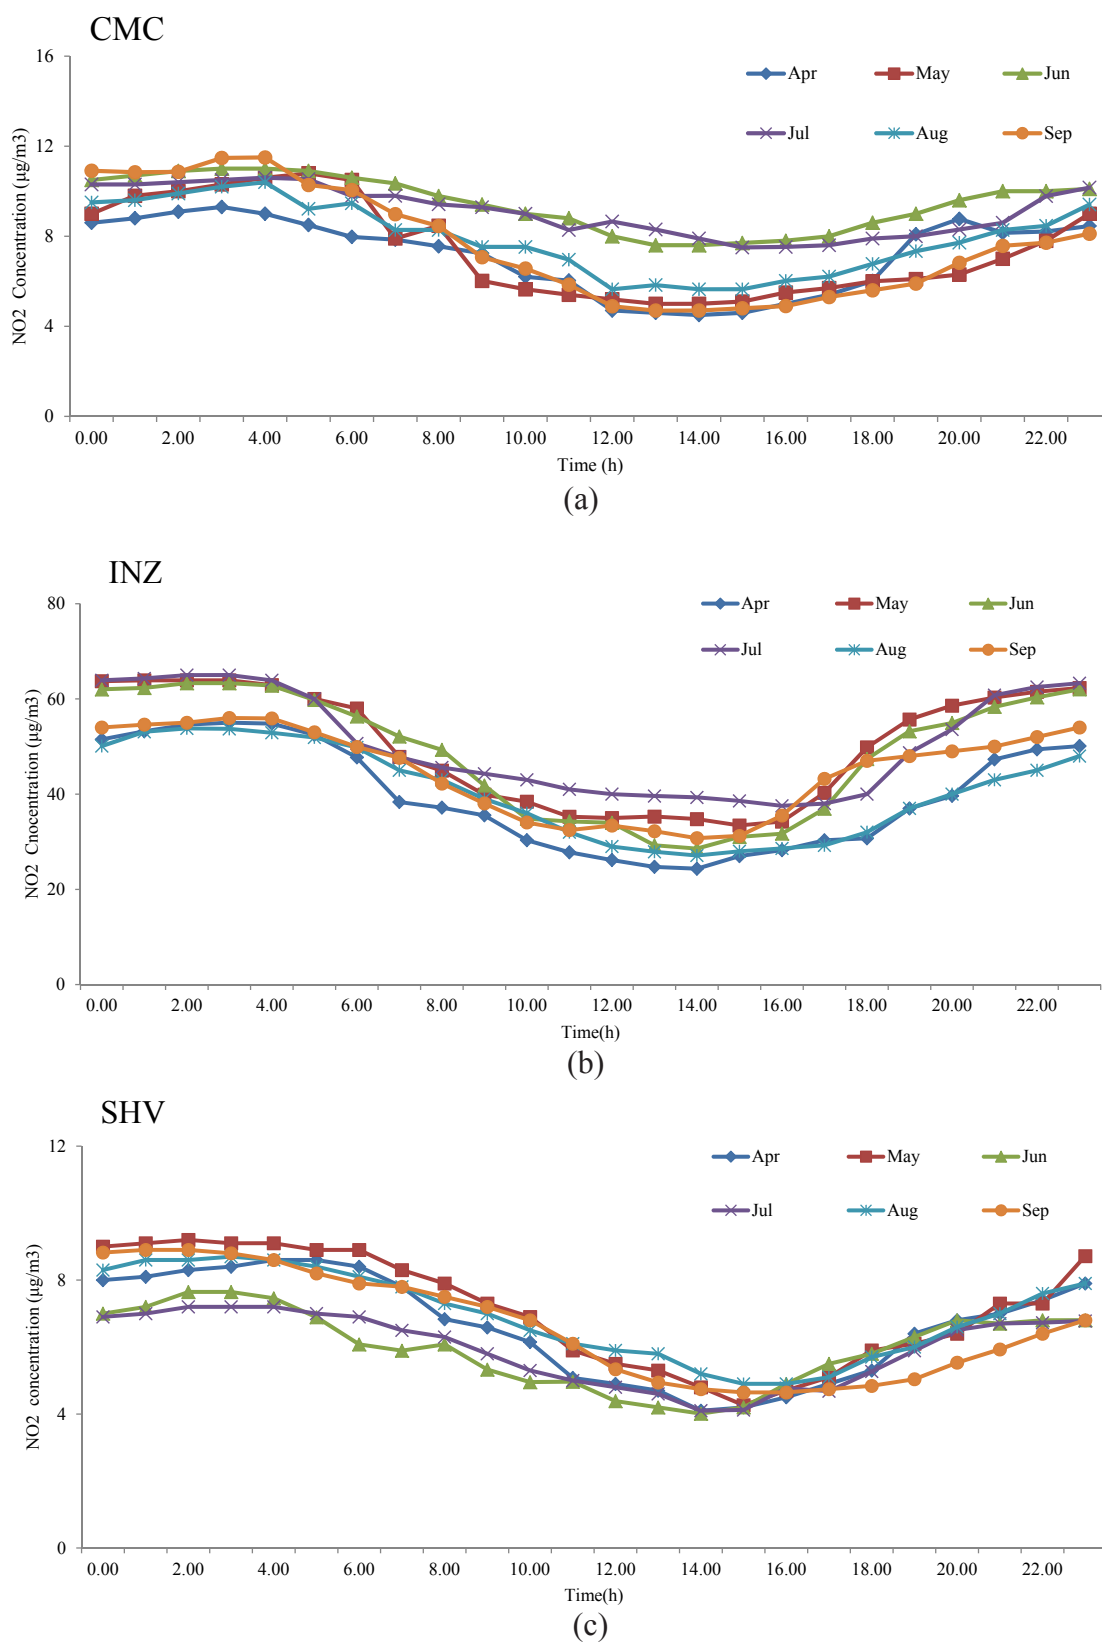 CMC
16
12
8
4
0
NO2 Concentration (µg/m3)
Apr May Jun
Jul Aug Sep
0.00 2.00 4.00 6.00 8.00 10.00 12.00 14.00 16.00 18.00 20.00 22.00
Time (h)
(a)
INZ
80
60
40
20
0
NO2 Cnocentration (µg/m3)
Apr May Jun
Jul Aug Sep
0.00 2.00 4.00 6.00 8.00 10.00 12.00 14.00 16.00 18.00 20.00 22.00
Time(h)
(b)
SHV
12
8
4
0
NO2 concentration (µg/m3)
Apr May Jun
Jul Aug Sep
0.00 2.00 4.00 6.00 8.00 10.00 12.00 14.00 16.00 18.00 20.00 22.00
Time(h)
(c)